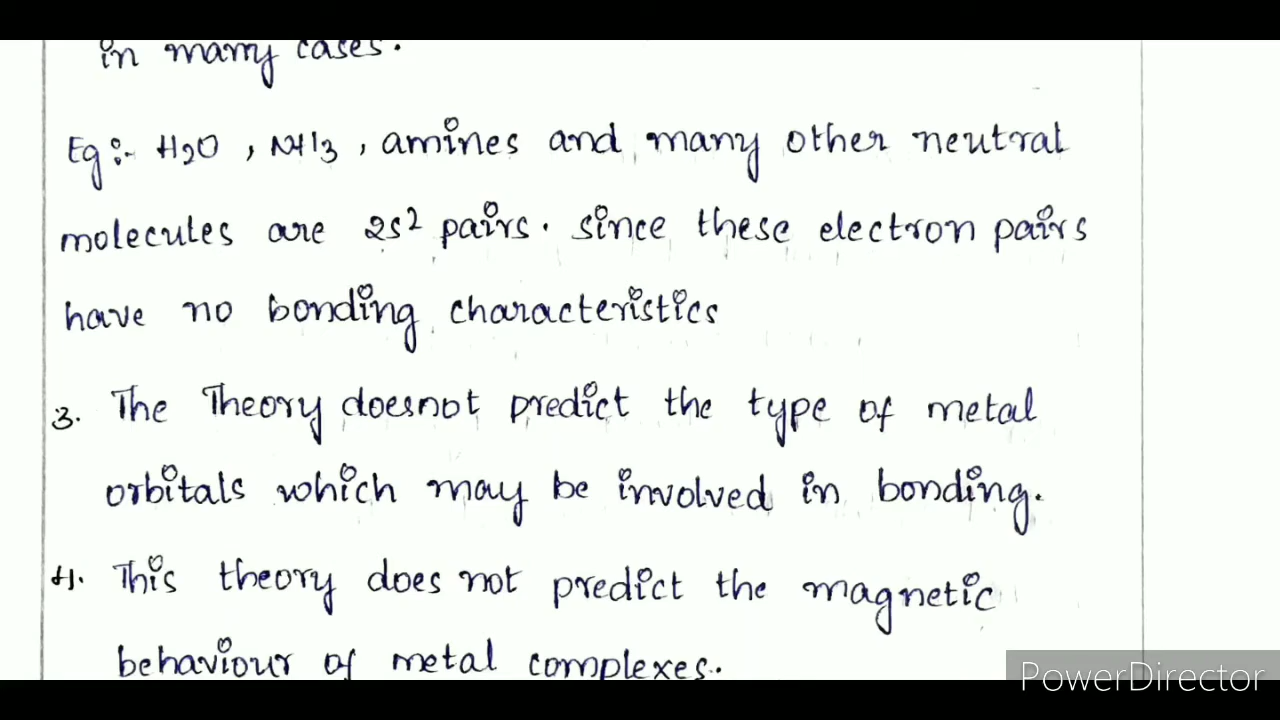 in many cases.
Eg:- H2O, NH3, amines and many other neutral
molecules are 2s² pairs. since these electron pairs
have no bonding characteristics
3. The Theory doesnot predict the type of metal
orbitals which may be involved in bonding.
4. This theory does not predict the magnetic
behaviour of metal complexes.
PowerDirector